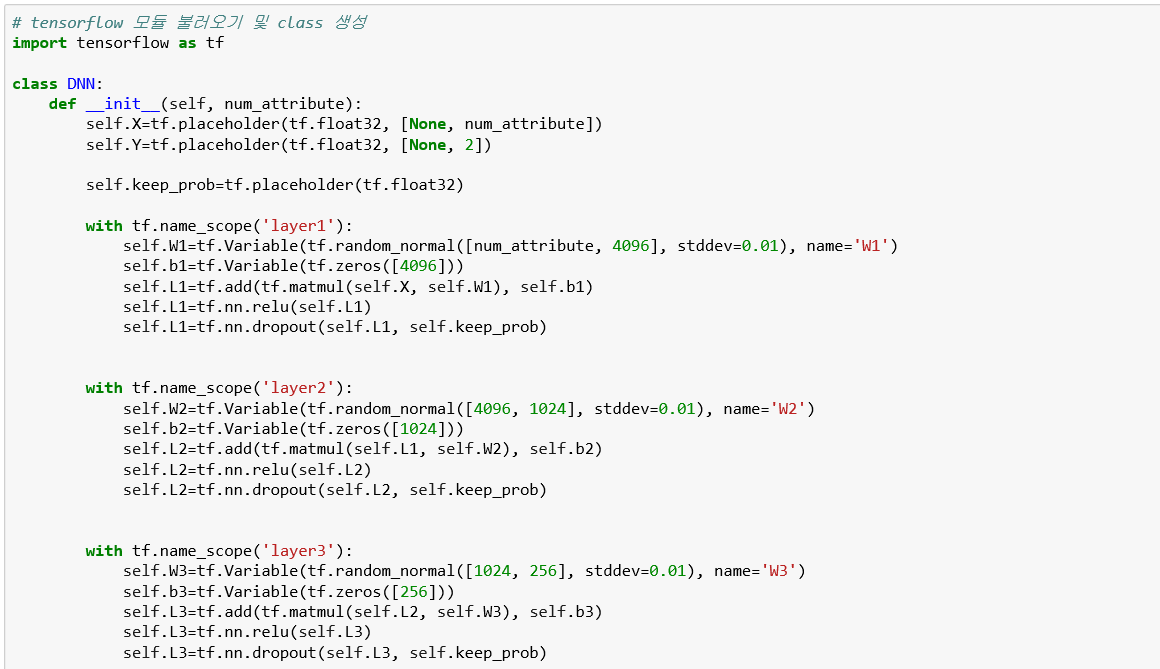 # tensorflow 모듈 불러오기 및 class 생성
import tensorflow as tf
class DNN:
    def __init__(self, num_attribute):
        self.X=tf.placeholder(tf.float32, [None, num_attribute])
        self.Y=tf.placeholder(tf.float32, [None, 2])
        self.keep_prob=tf.placeholder(tf.float32)
        with tf.name_scope('layer1'):
            self.W1=tf.Variable(tf.random_normal([num_attribute, 4096], stddev=0.01), name='W1')
            self.b1=tf.Variable(tf.zeros([4096]))
            self.L1=tf.add(tf.matmul(self.X, self.W1), self.b1)
            self.L1=tf.nn.relu(self.L1)
            self.L1=tf.nn.dropout(self.L1, self.keep_prob)
        with tf.name_scope('layer2'):
            self.W2=tf.Variable(tf.random_normal([4096, 1024], stddev=0.01), name='W2')
            self.b2=tf.Variable(tf.zeros([1024]))
            self.L2=tf.add(tf.matmul(self.L1, self.W2), self.b2)
            self.L2=tf.nn.relu(self.L2)
            self.L2=tf.nn.dropout(self.L2, self.keep_prob)
        with tf.name_scope('layer3'):
            self.W3=tf.Variable(tf.random_normal([1024, 256], stddev=0.01), name='W3')
            self.b3=tf.Variable(tf.zeros([256]))
            self.L3=tf.add(tf.matmul(self.L2, self.W3), self.b3)
            self.L3=tf.nn.relu(self.L3)
            self.L3=tf.nn.dropout(self.L3, self.keep_prob)